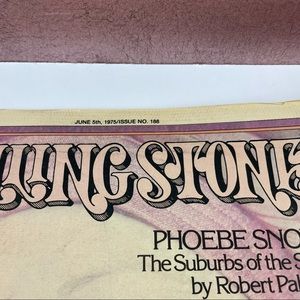 JUNE 5th, 1975/ISSUE NO. 188
LLING STONE
PHOEBE SNO
The Suburbs of the S
by Robert Pal